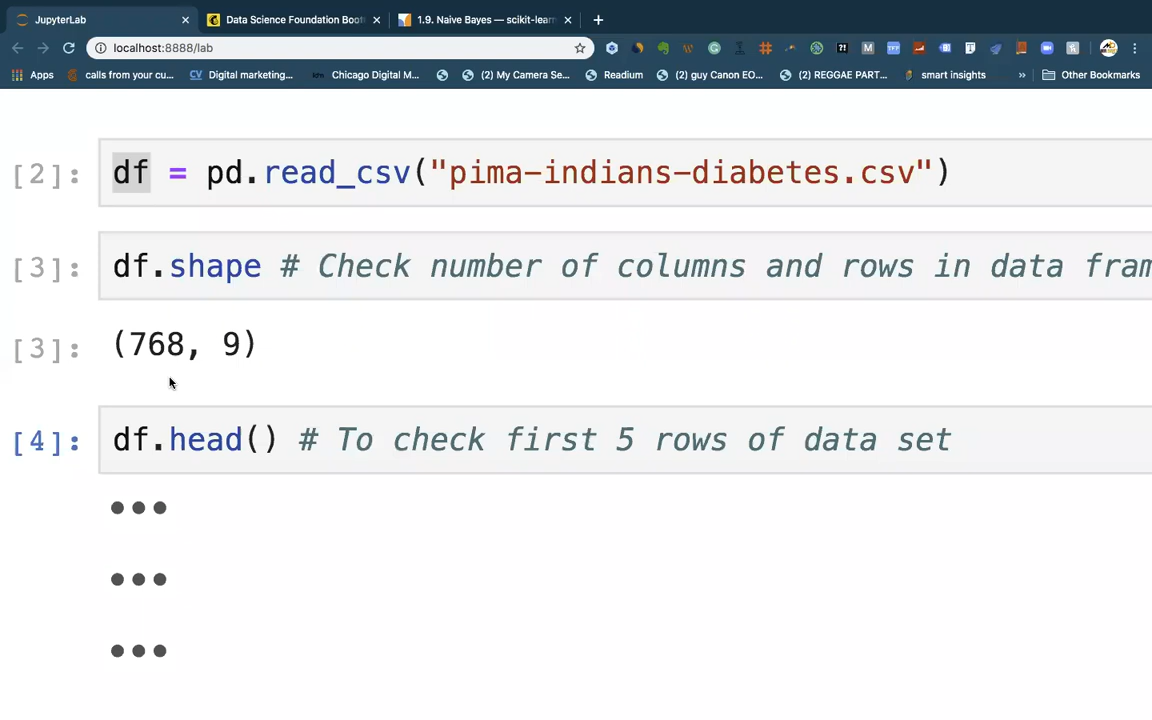 JupyterLab
Data Science Foundation Boot
1.9. Naive Bayes — scikit-learn
localhost:8888/lab
Apps
calls from your cu...
CV Digital marketing...
Chicago Digital M...
(2) My Camera Se...
Readium
(2) guy Canon EO...
(2) REGGAE PART...
smart insights
»
Other Bookmarks
[2]: df = pd.read_csv("pima-indians-diabetes.csv")
[3]: df.shape # Check number of columns and rows in data fram
[3]: (768, 9)
[4]: df.head() # To check first 5 rows of data set